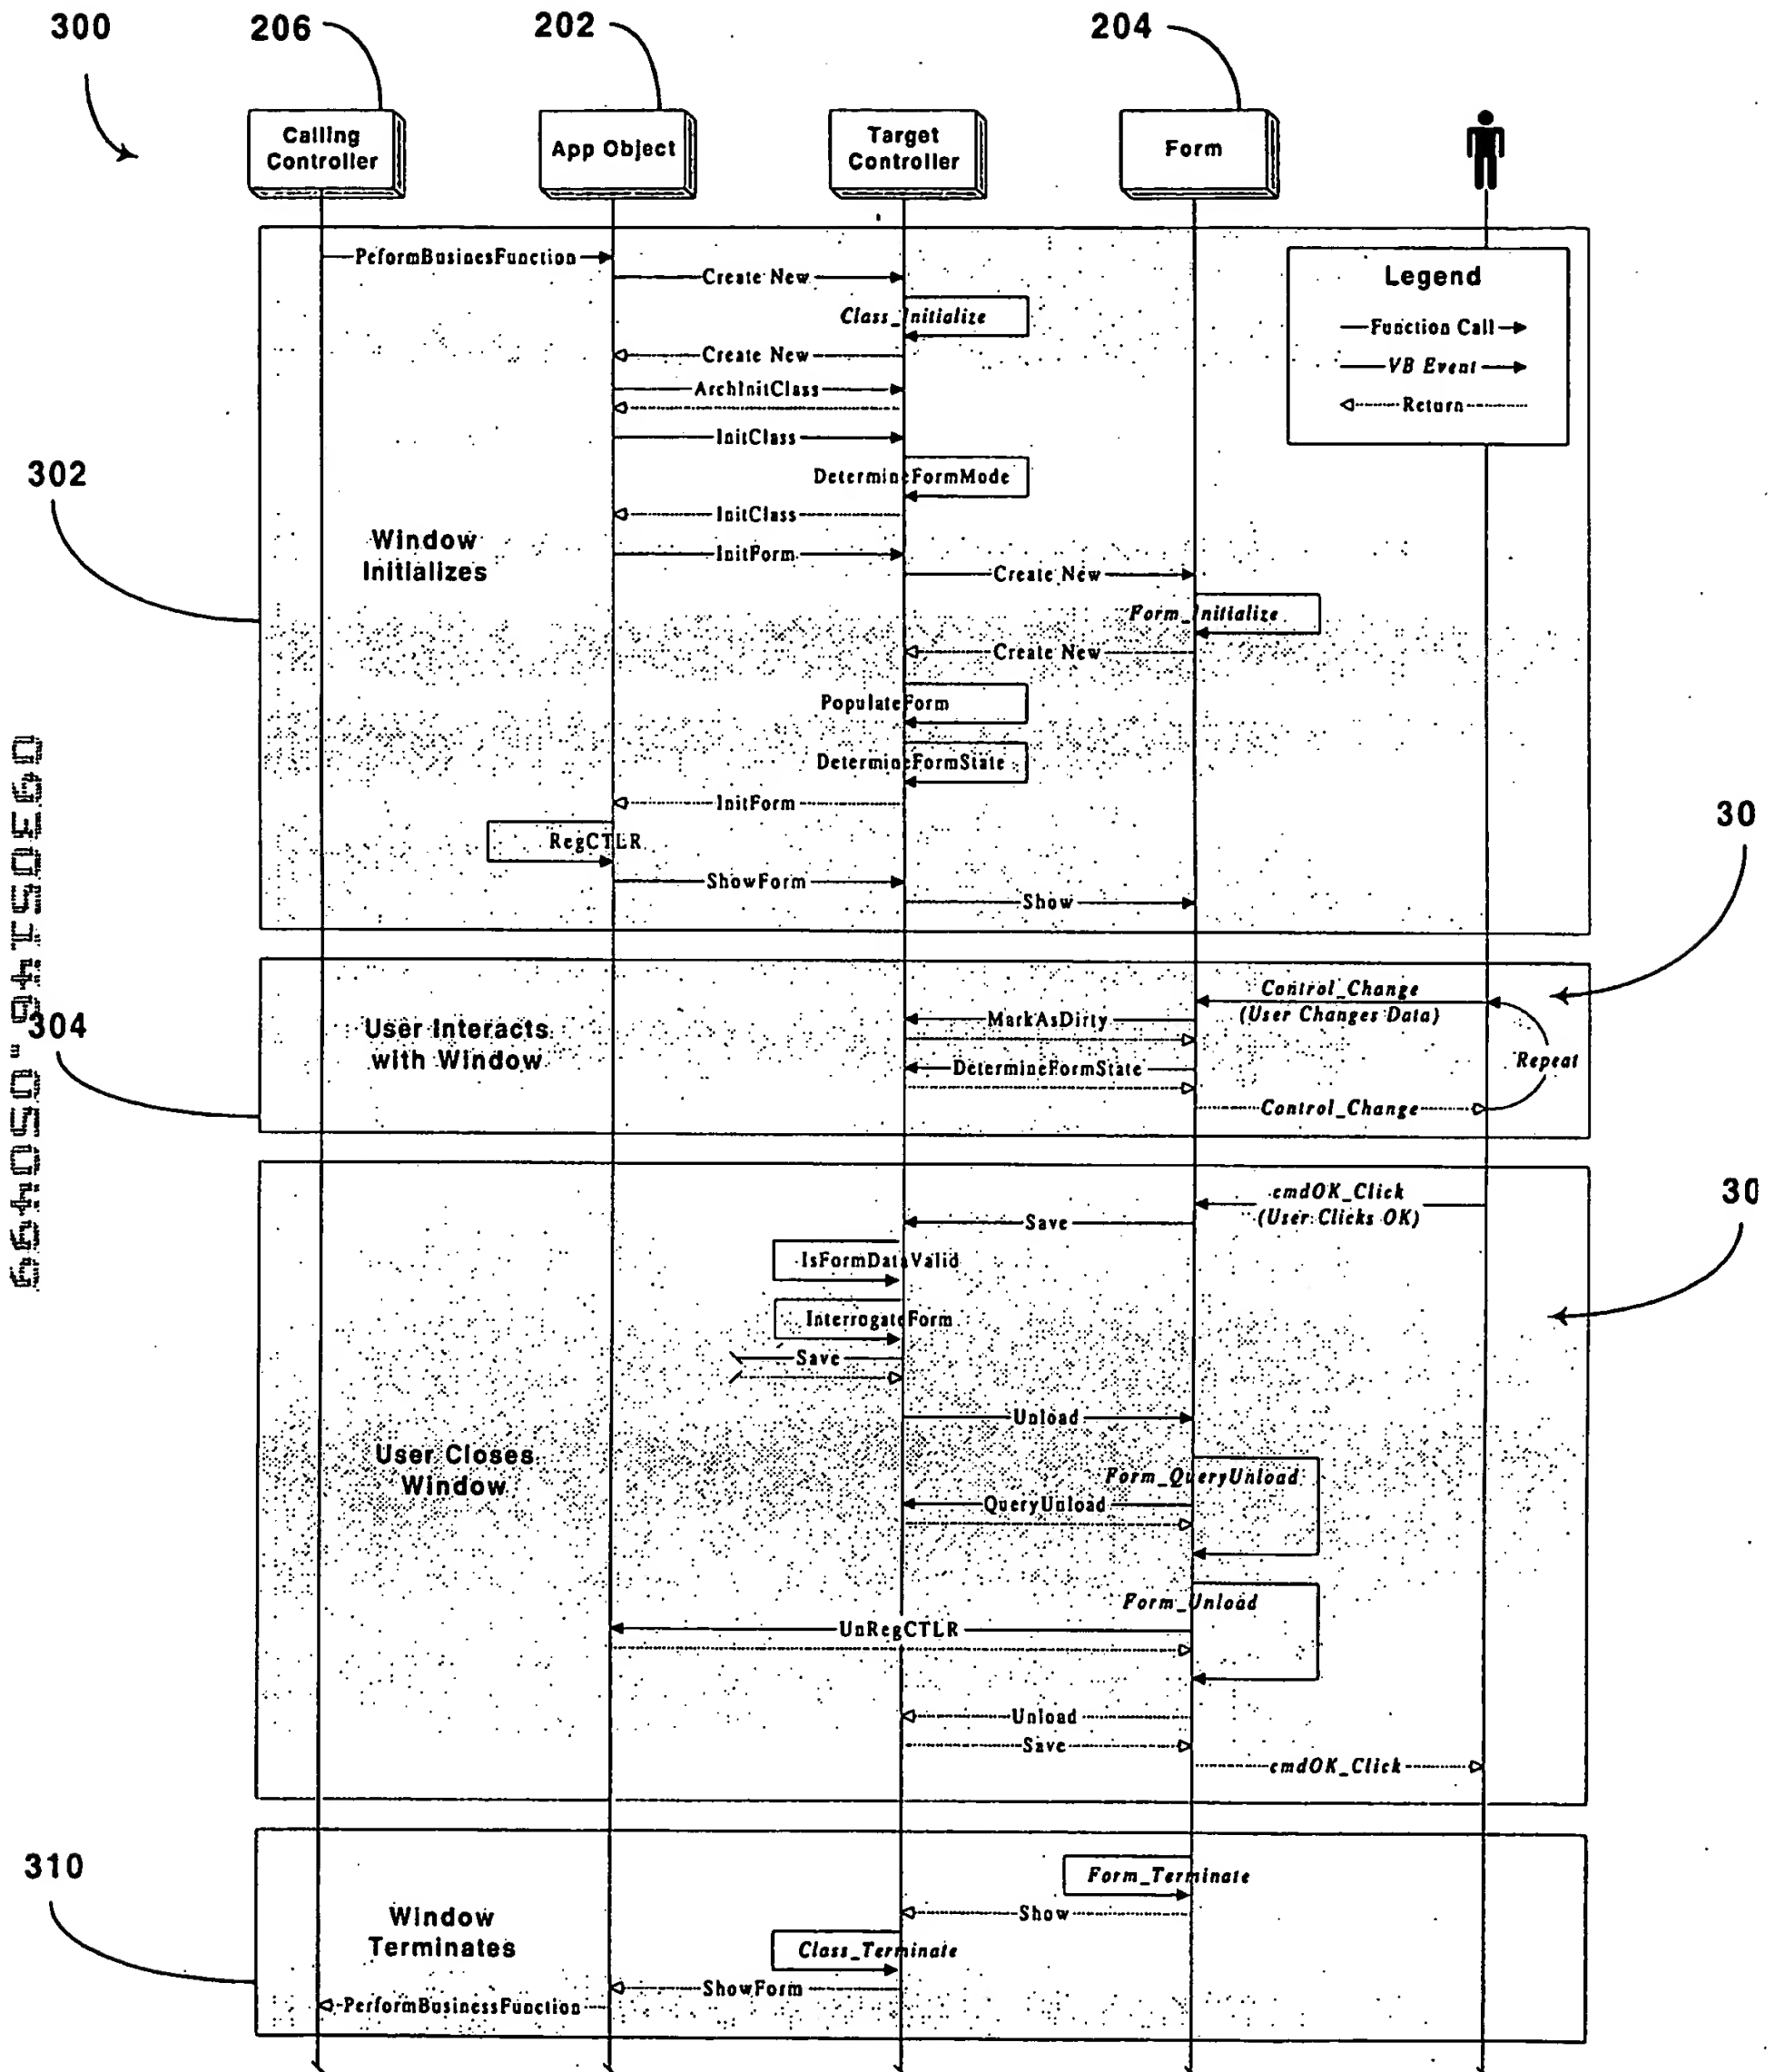 300
206
202
204
Calling
Controller
App Object
Target
Controller
Form
PeformBusinesFunction
Create New
Legend
Class_Initialize
Function Call
Create New
VB Event
ArchInitClass
Return
InitClass
302
DetermineFormMode
InitClass
Window
Initializes
InitForm
Create New
Form_Initialize
Create New
PopulateForm
DetermineFormState
InitForm
30
RegCTLR
ShowForm
Show
Control_Change
(User Changes Data)
304
User Interacts
with Window
MarkAsDirty
DetermineFormState
Repeat
Control_Change
30
cmdOK_Click
(User Clicks OK)
Save
IsFormDataValid
InterrogateForm
Save
Unload
User Closes
Window
Form_QueryUnload
QueryUnload
Form_Unload
UnRegCTLR
Unload
Save
cmdOK_Click
310
Form_Terminate
Window
Terminates
Show
Class_Terminate
ShowForm
PerformBusinessFunction